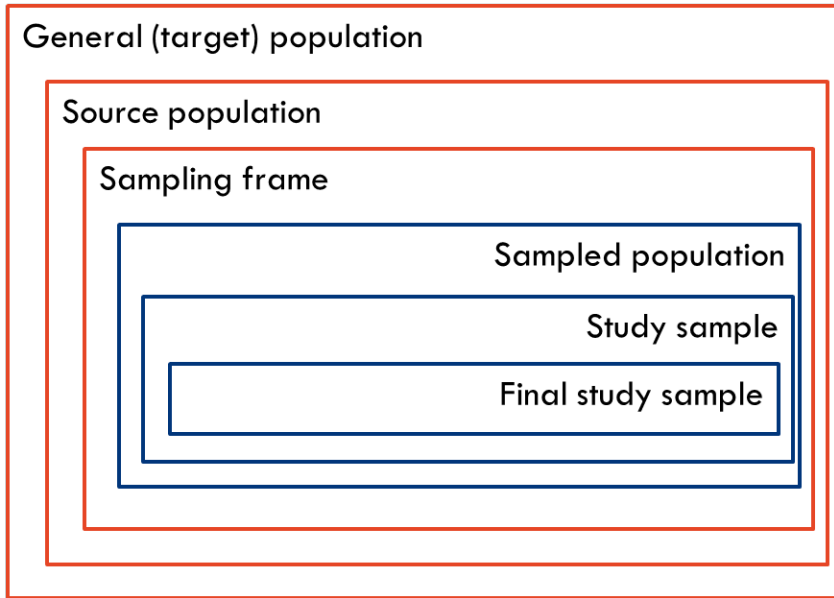 General (target) population
Source population
Sampling frame
Sampled population
Study sample
Final study sample